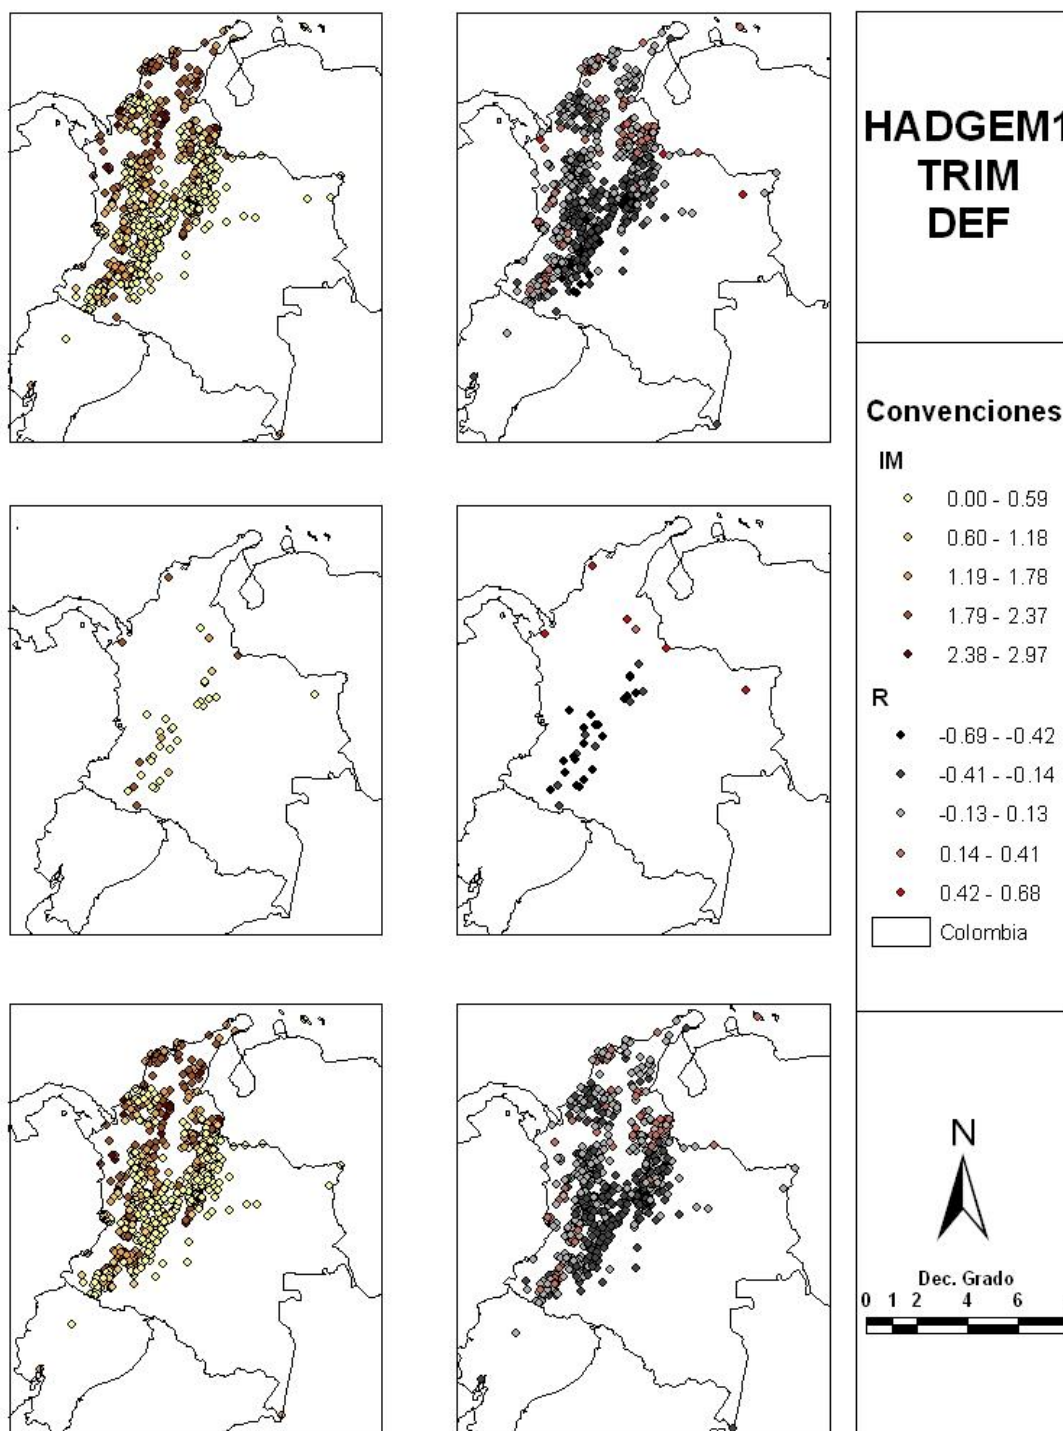 HADGEM1
TRIM
DEF
Convenciones
IM
0.00 - 0.59
0.60 - 1.18
1.19 - 1.78
1.79 - 2.37
2.38 - 2.97
R
-0.69 - -0.42
-0.41 - -0.14
-0.13 - 0.13
0.14 - 0.41
0.42 - 0.68
Colombia
N
Dec. Grado
0 1 2 4 6